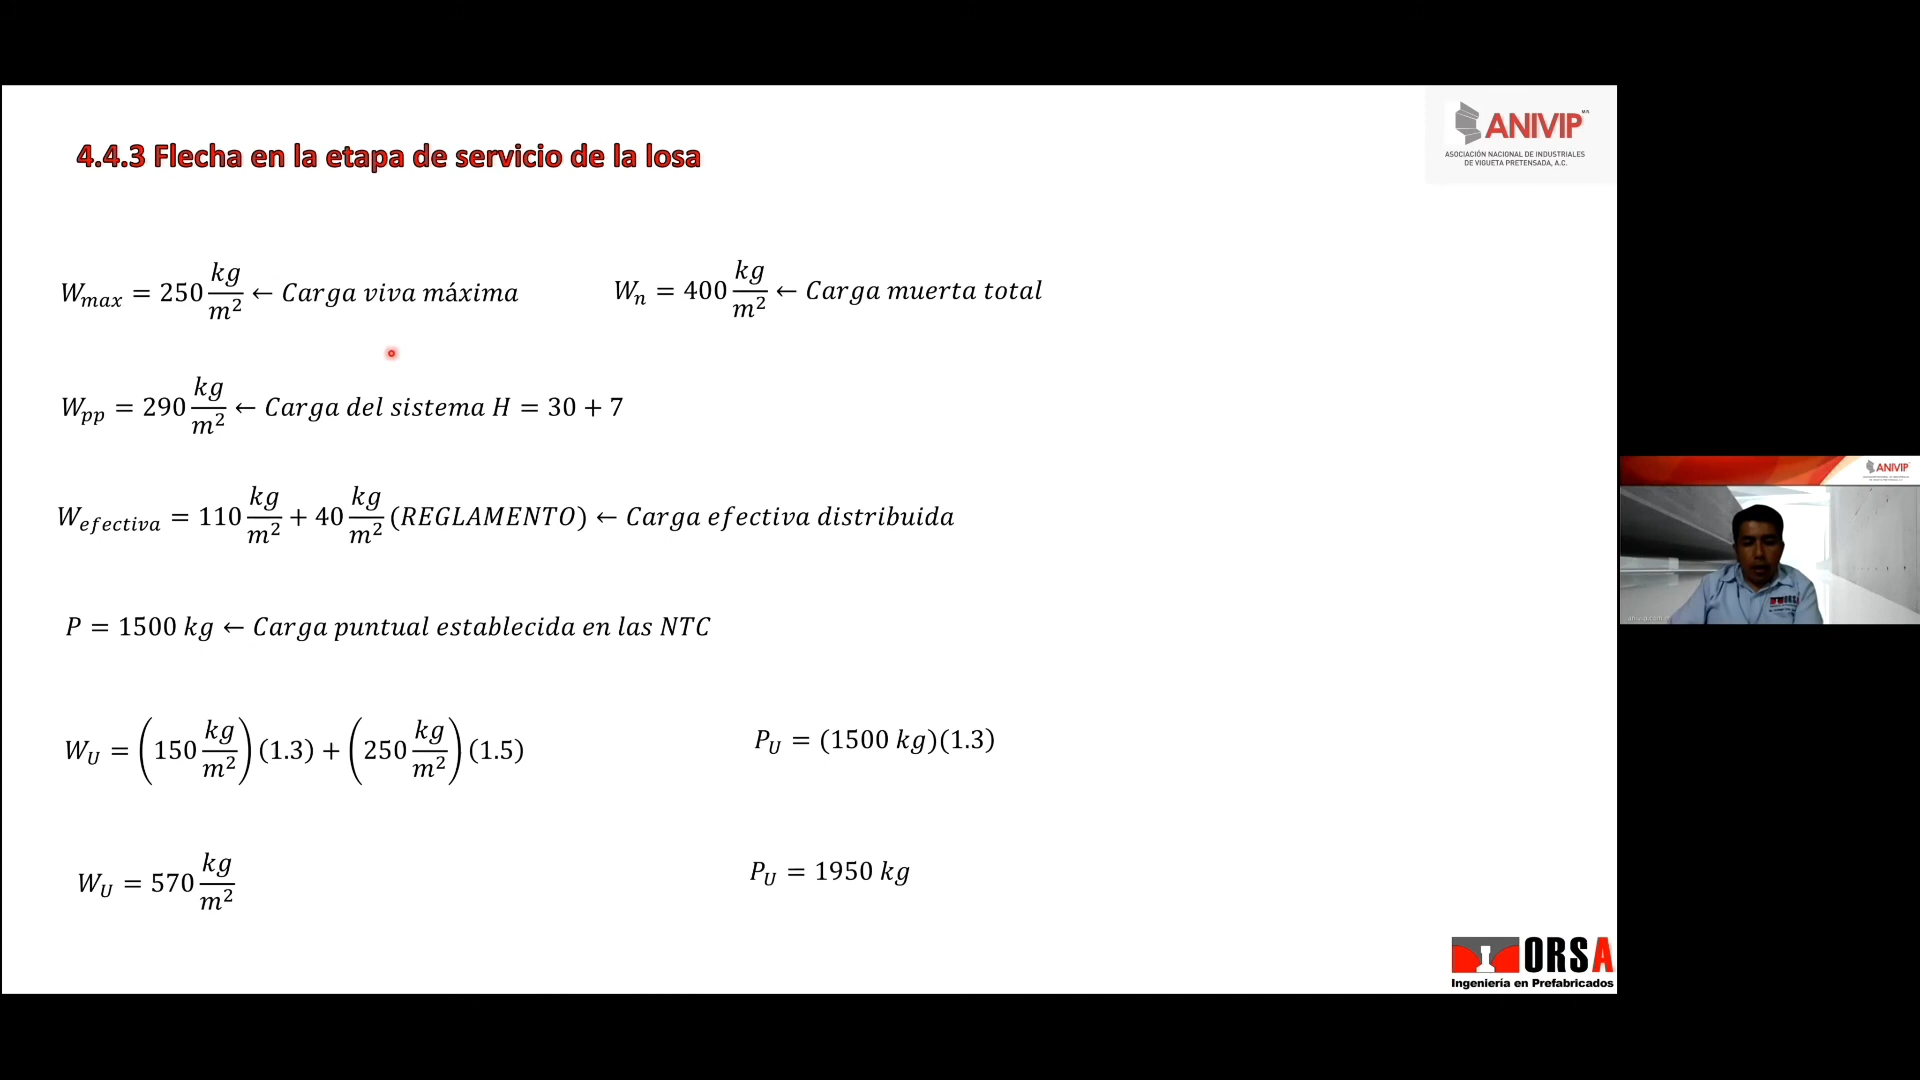 4.4.3 Flecha en la etapa de servicio de la losa
ANIVIP
ASOCIACIÓN NACIONAL DE INDUSTRIALES
DE VIGUETA PRETENSADA, A.C.
W_max = 250 kg/m² ← Carga viva máxima
W_n = 400 kg/m² ← Carga muerta total
W_pp = 290 kg/m² ← Carga del sistema H = 30 + 7
W_efectiva = 110 kg/m² + 40 kg/m² (REGLAMENTO) ← Carga efectiva distribuida
P = 1500 kg ← Carga puntual establecida en las NTC
W_U = (150 kg/m²)(1.3) + (250 kg/m²)(1.5)
P_U = (1500 kg)(1.3)
W_U = 570 kg/m²
P_U = 1950 kg
ORSA
Ingeniería en Prefabricados
ANIVIP
ORSA
anivip.com